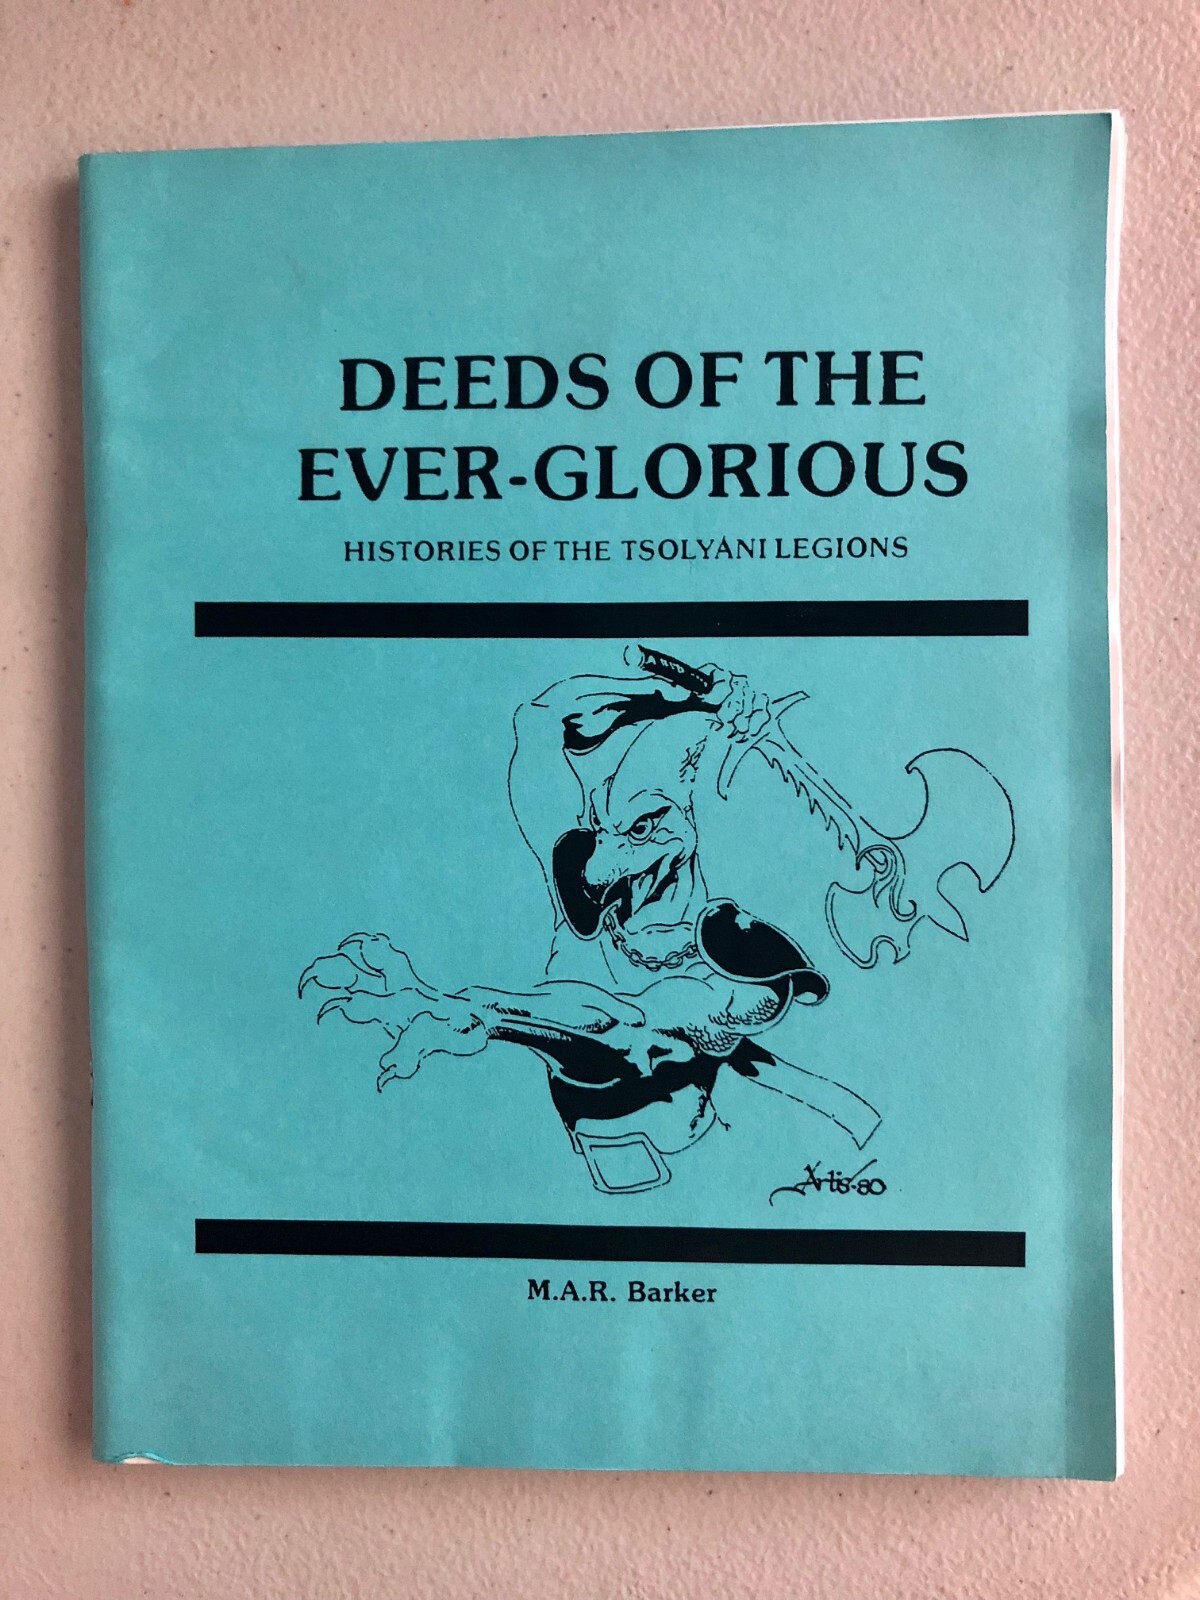 DEEDS OF THE
EVER-GLORIOUS
HISTORIES OF THE TSOLYÁNI LEGIONS
Artis-80
M.A.R. Barker